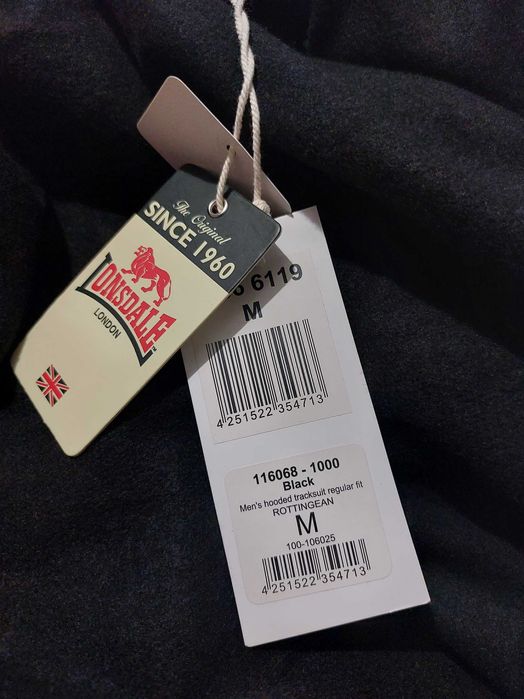 The Original
SINCE 1960
LONSDALE
LONDON
6119
M
4 251522 354713
116068 - 1000
Black
Men's hooded tracksuit regular fit
ROTTINGEAN
M
100-106025
4 251522 354713